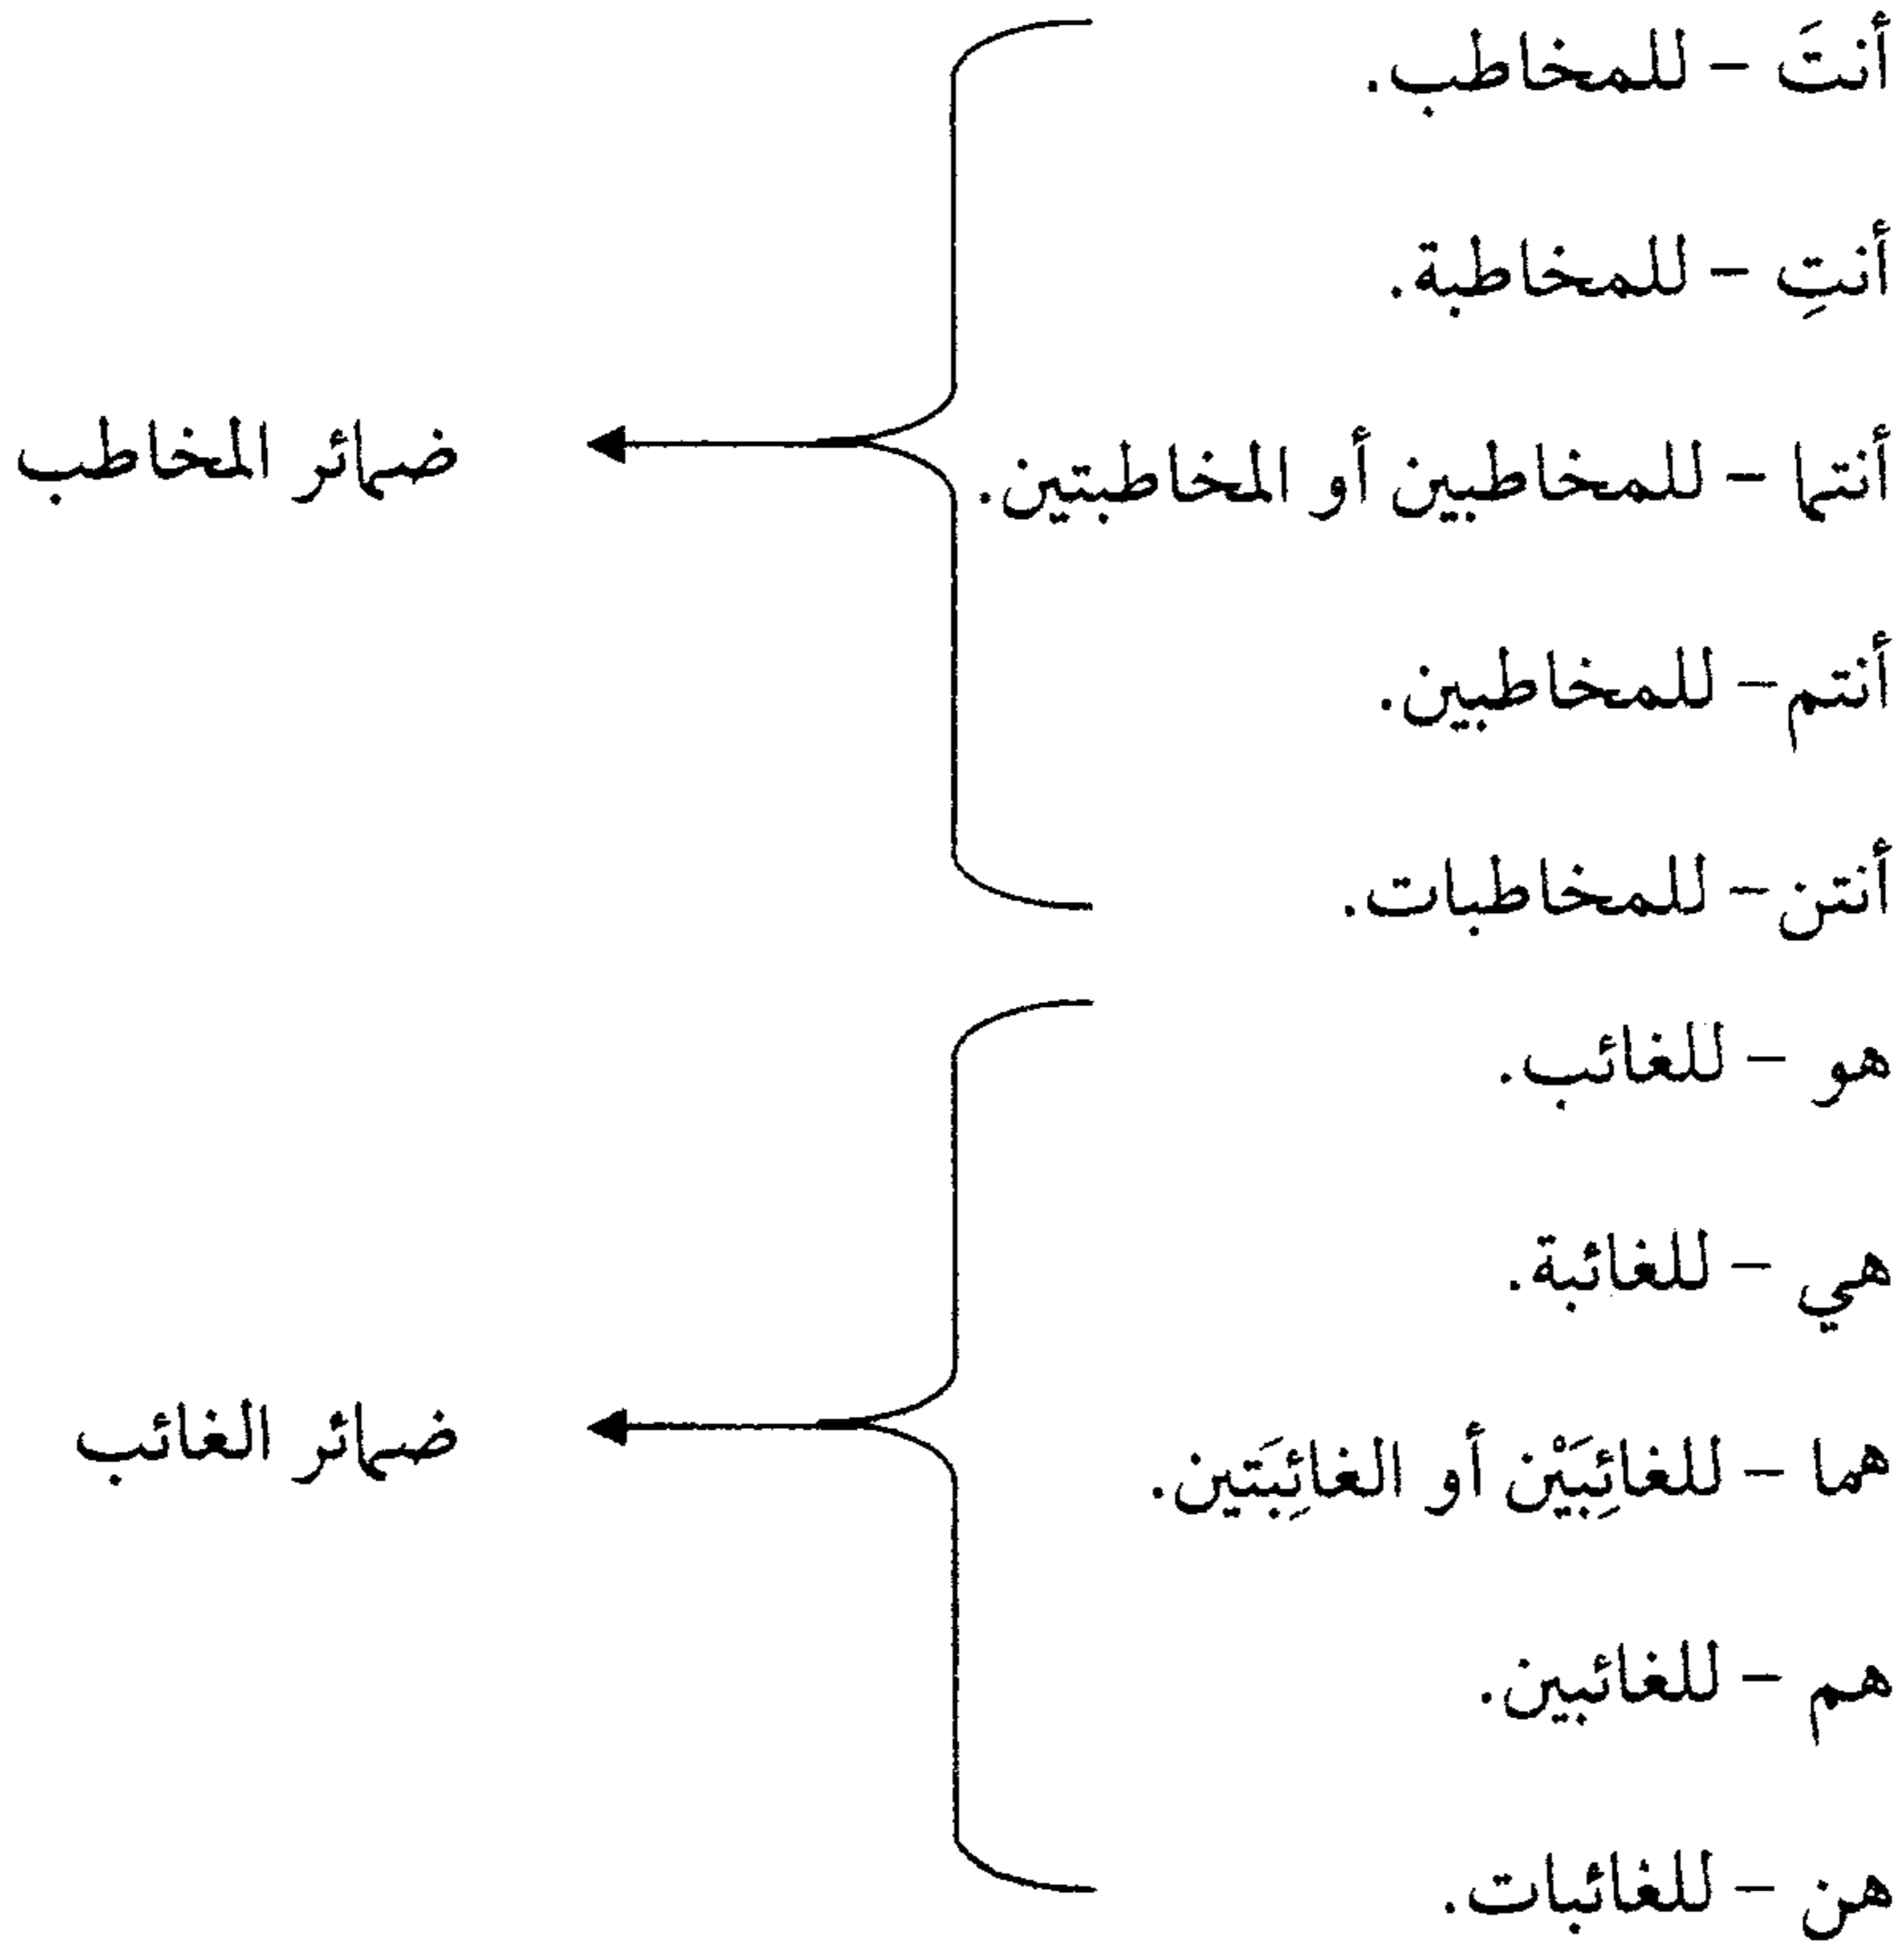 أنتَ – للمخاطب.
أنتِ – للمخاطبة.
أنتما – للمخاطبين أو المخاطبتين.
ضمائر المخاطب
أنتم – للمخاطبين.
أنتن – للمخاطبات.
هو – للغائب.
هي – للغائبة.
هما – للغائِبَيْن أو الغائِبَتَين.
ضمائر الغائب
هم – للغائبين.
هن – للغائبات.